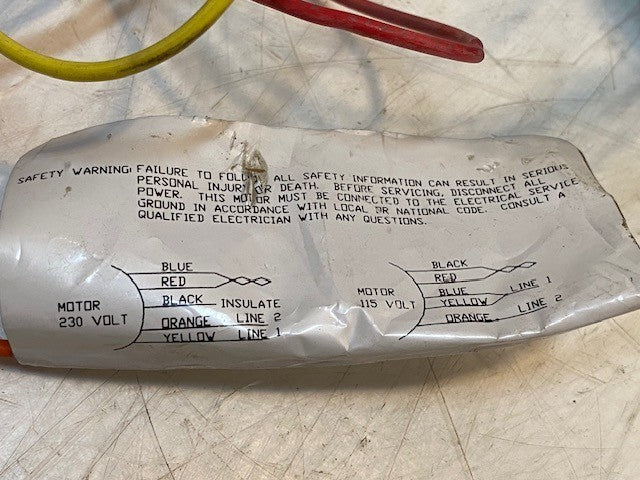 SAFETY WARNING: FAILURE TO FOLLOW ALL SAFETY INFORMATION CAN RESULT IN SERIOUS
PERSONAL INJURY OR DEATH. BEFORE SERVICING, DISCONNECT ALL
POWER. THIS MOTOR MUST BE CONNECTED TO THE ELECTRICAL SERVICE
GROUND IN ACCORDANCE WITH LOCAL OR NATIONAL CODE. CONSULT A
QUALIFIED ELECTRICIAN WITH ANY QUESTIONS.
MOTOR
230 VOLT
BLUE
RED
BLACK INSULATE
ORANGE LINE 2
YELLOW LINE 1
MOTOR
115 VOLT
BLACK
RED
BLUE
YELLOW LINE 1
ORANGE LINE 2